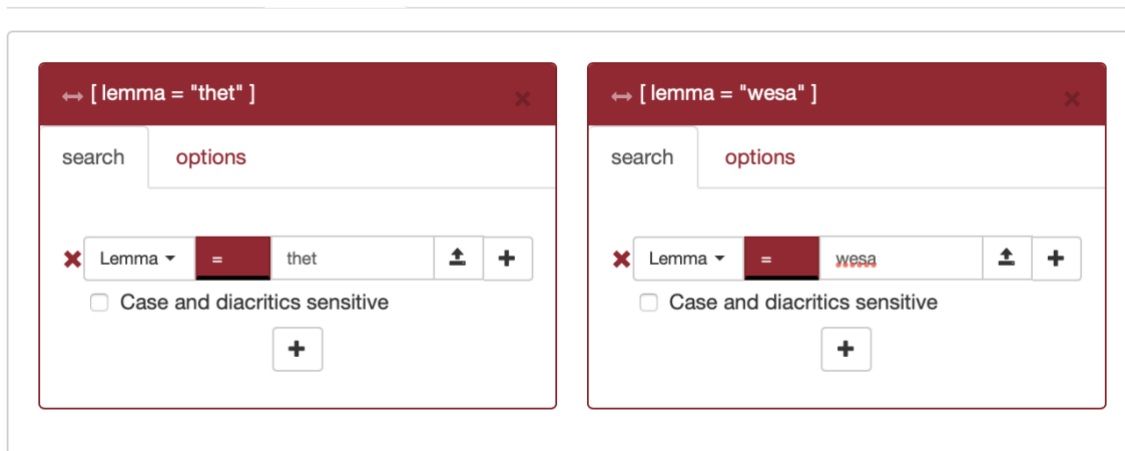 [ lemma = "thet" ]
search options
Lemma = thet
Case and diacritics sensitive
[ lemma = "wesa" ]
search options
Lemma = wesa
Case and diacritics sensitive